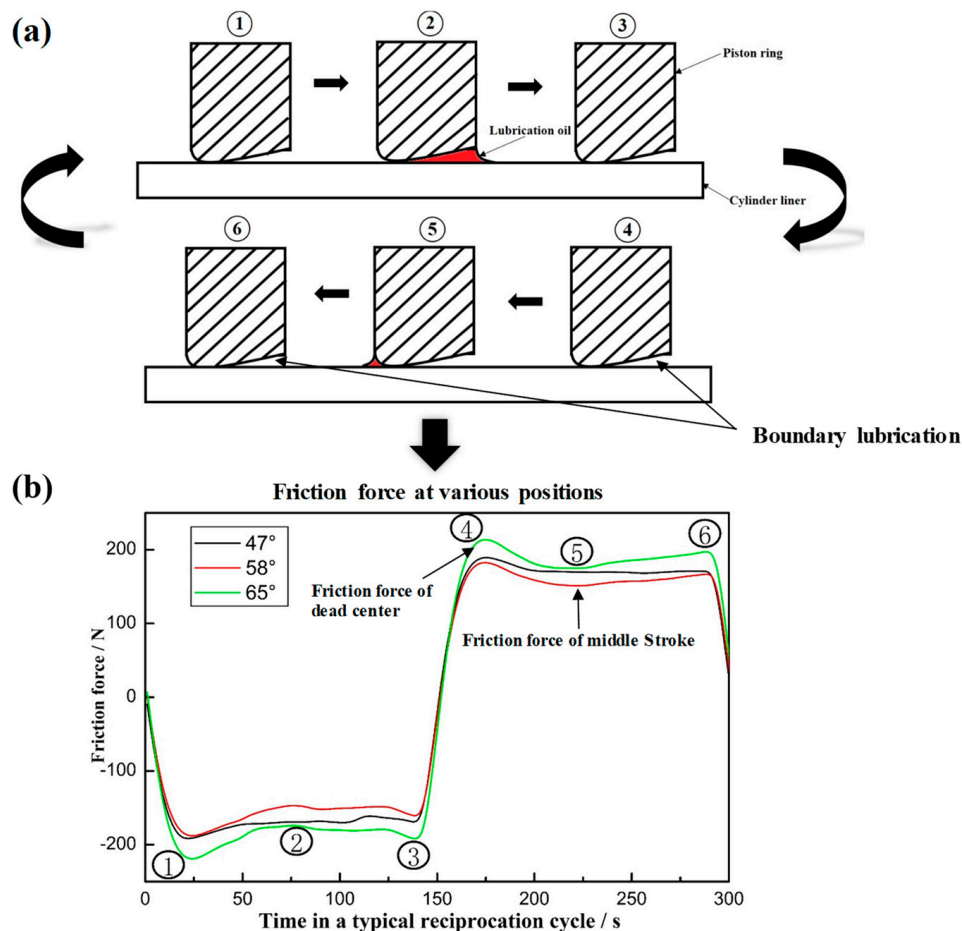 (a)
①
②
③
Piston ring
Lubrication oil
Cylinder liner
⑥
⑤
④
Boundary lubrication
(b)
Friction force at various positions
47°
58°
65°
Friction force of
dead center
Friction force of middle Stroke
①
②
③
④
⑤
⑥
Friction force / N
200
100
0
-100
-200
0
50
100
150
200
250
300
Time in a typical reciprocation cycle / s